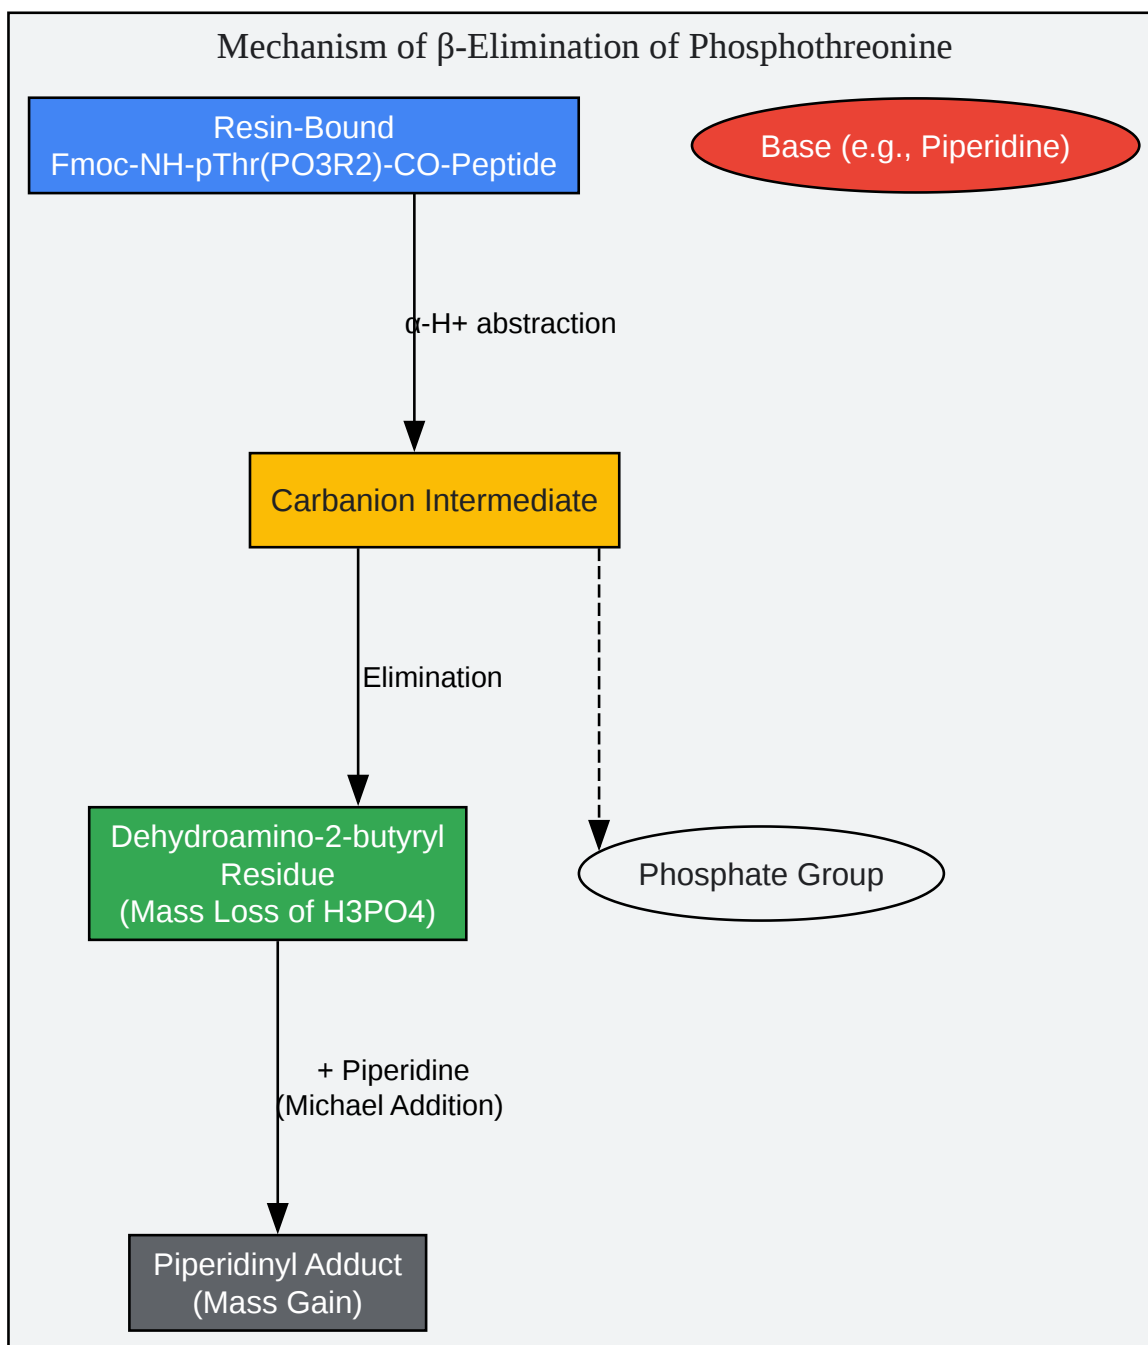 Mechanism of β-Elimination of Phosphothreonine
Resin-Bound
Fmoc-NH-pThr(PO3R2)-CO-Peptide
Base (e.g., Piperidine)
α-H+ abstraction
Carbanion Intermediate
Elimination
Dehydroamino-2-butyryl
Residue
(Mass Loss of H3PO4)
Phosphate Group
+ Piperidine
(Michael Addition)
Piperidinyl Adduct
(Mass Gain)